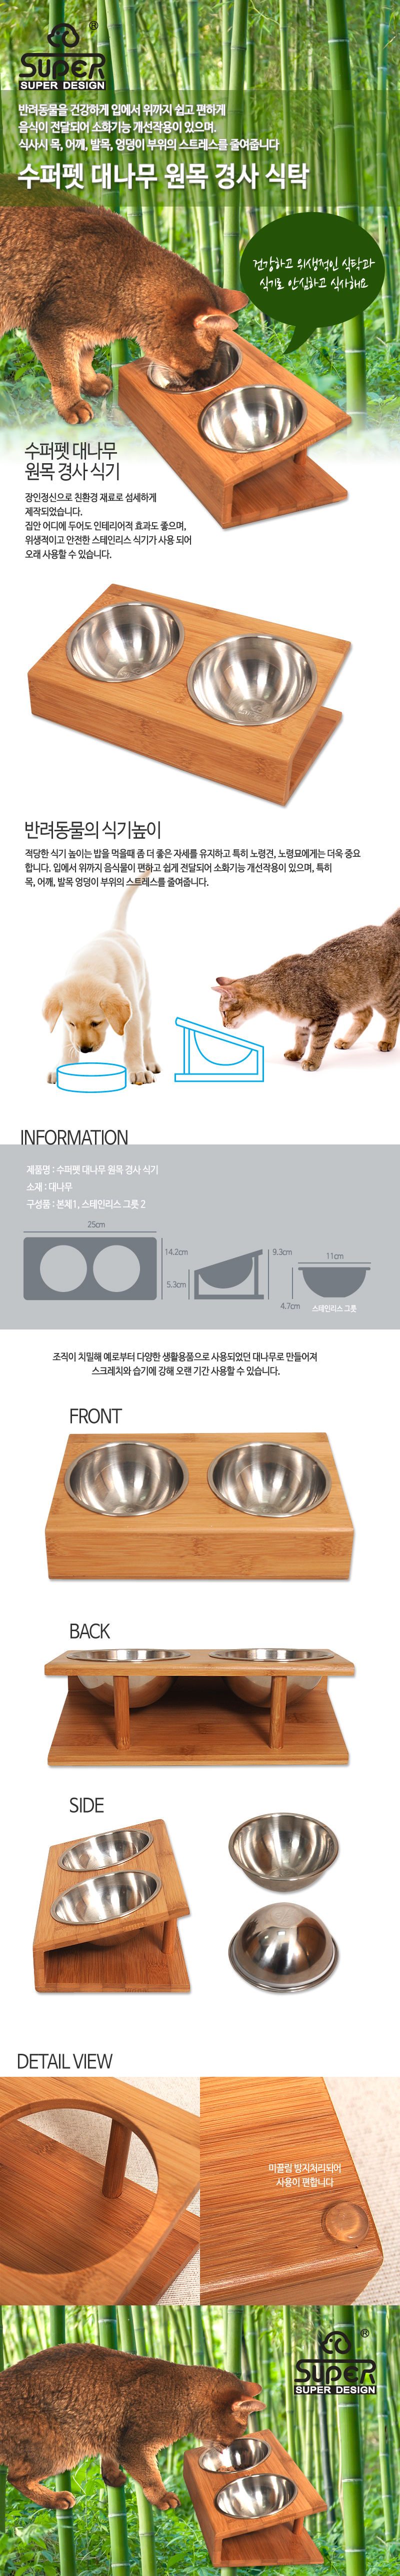 ®
SUPER
SUPER DESIGN
반려동물을 건강하게 입에서 위까지 쉽고 편하게
음식이 전달되어 소화기능 개선작용이 있으며.
식사시 목, 어깨, 발목, 엉덩이 부위의 스트레스를 줄여줍니다
수퍼펫 대나무 원목 경사 식탁
건강하고 위생적인 식탁과
식기로 안심하고 식사해요
수퍼펫 대나무
원목 경사 식기
장인정신으로 친환경 재료로 섬세하게
제작되었습니다.
집안 어디에 두어도 인테리어적 효과도 좋으며,
위생적이고 안전한 스테인리스 식기가 사용 되어
오래 사용할 수 있습니다.
반려동물의 식기높이
적당한 식기 높이는 밥을 먹을때 좀 더 좋은 자세를 유지하고 특히 노령견, 노령묘에게는 더욱 중요
합니다. 입에서 위까지 음식물이 편하고 쉽게 전달되어 소화기능 개선작용이 있으며, 특히
목, 어깨, 발목 엉덩이 부위의 스트레스를 줄여줍니다.
INFORMATION
제품명 : 수퍼펫 대나무 원목 경사 식기
소재 : 대나무
구성품 : 본체1, 스테인리스 그릇 2
25cm
14.2cm
5.3cm
9.3cm
11cm
4.7cm
스테인리스 그릇
조직이 치밀해 예로부터 다양한 생활용품으로 사용되었던 대나무로 만들어져
스크레치와 습기에 강해 오랜 기간 사용할 수 있습니다.
FRONT
BACK
SIDE
DETAIL VIEW
미끌림 방지처리되어
사용이 편합니다
®
SUPER
SUPER DESIGN